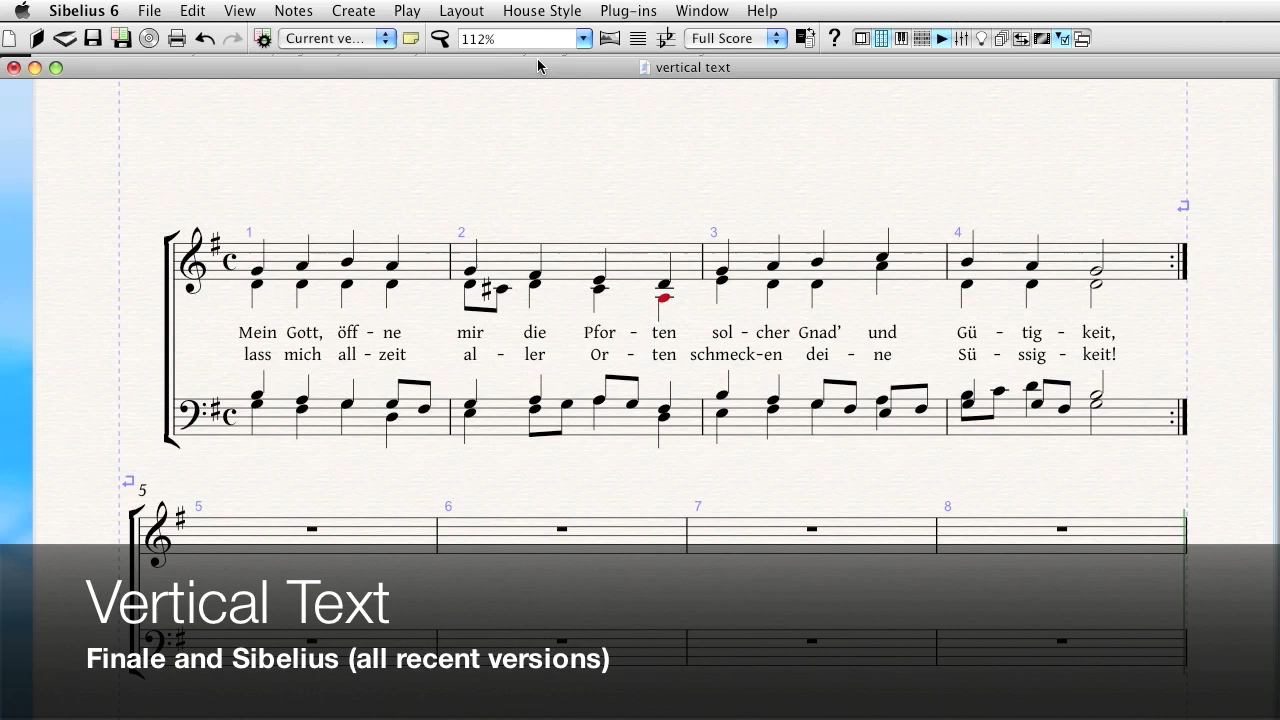 Sibelius 6 File Edit View Notes Create Play Layout House Style Plug-ins Window Help
Current ve... 112% Full Score
vertical text
1 2 3 4
Mein Gott, öff - ne mir die Pfor - ten sol - cher Gnad’ und Gü - tig - keit,
lass mich all - zeit al - ler Or - ten schmeck-en dei - ne Sü - ssig - keit!
5
5 6 7 8
Vertical Text
Finale and Sibelius (all recent versions)